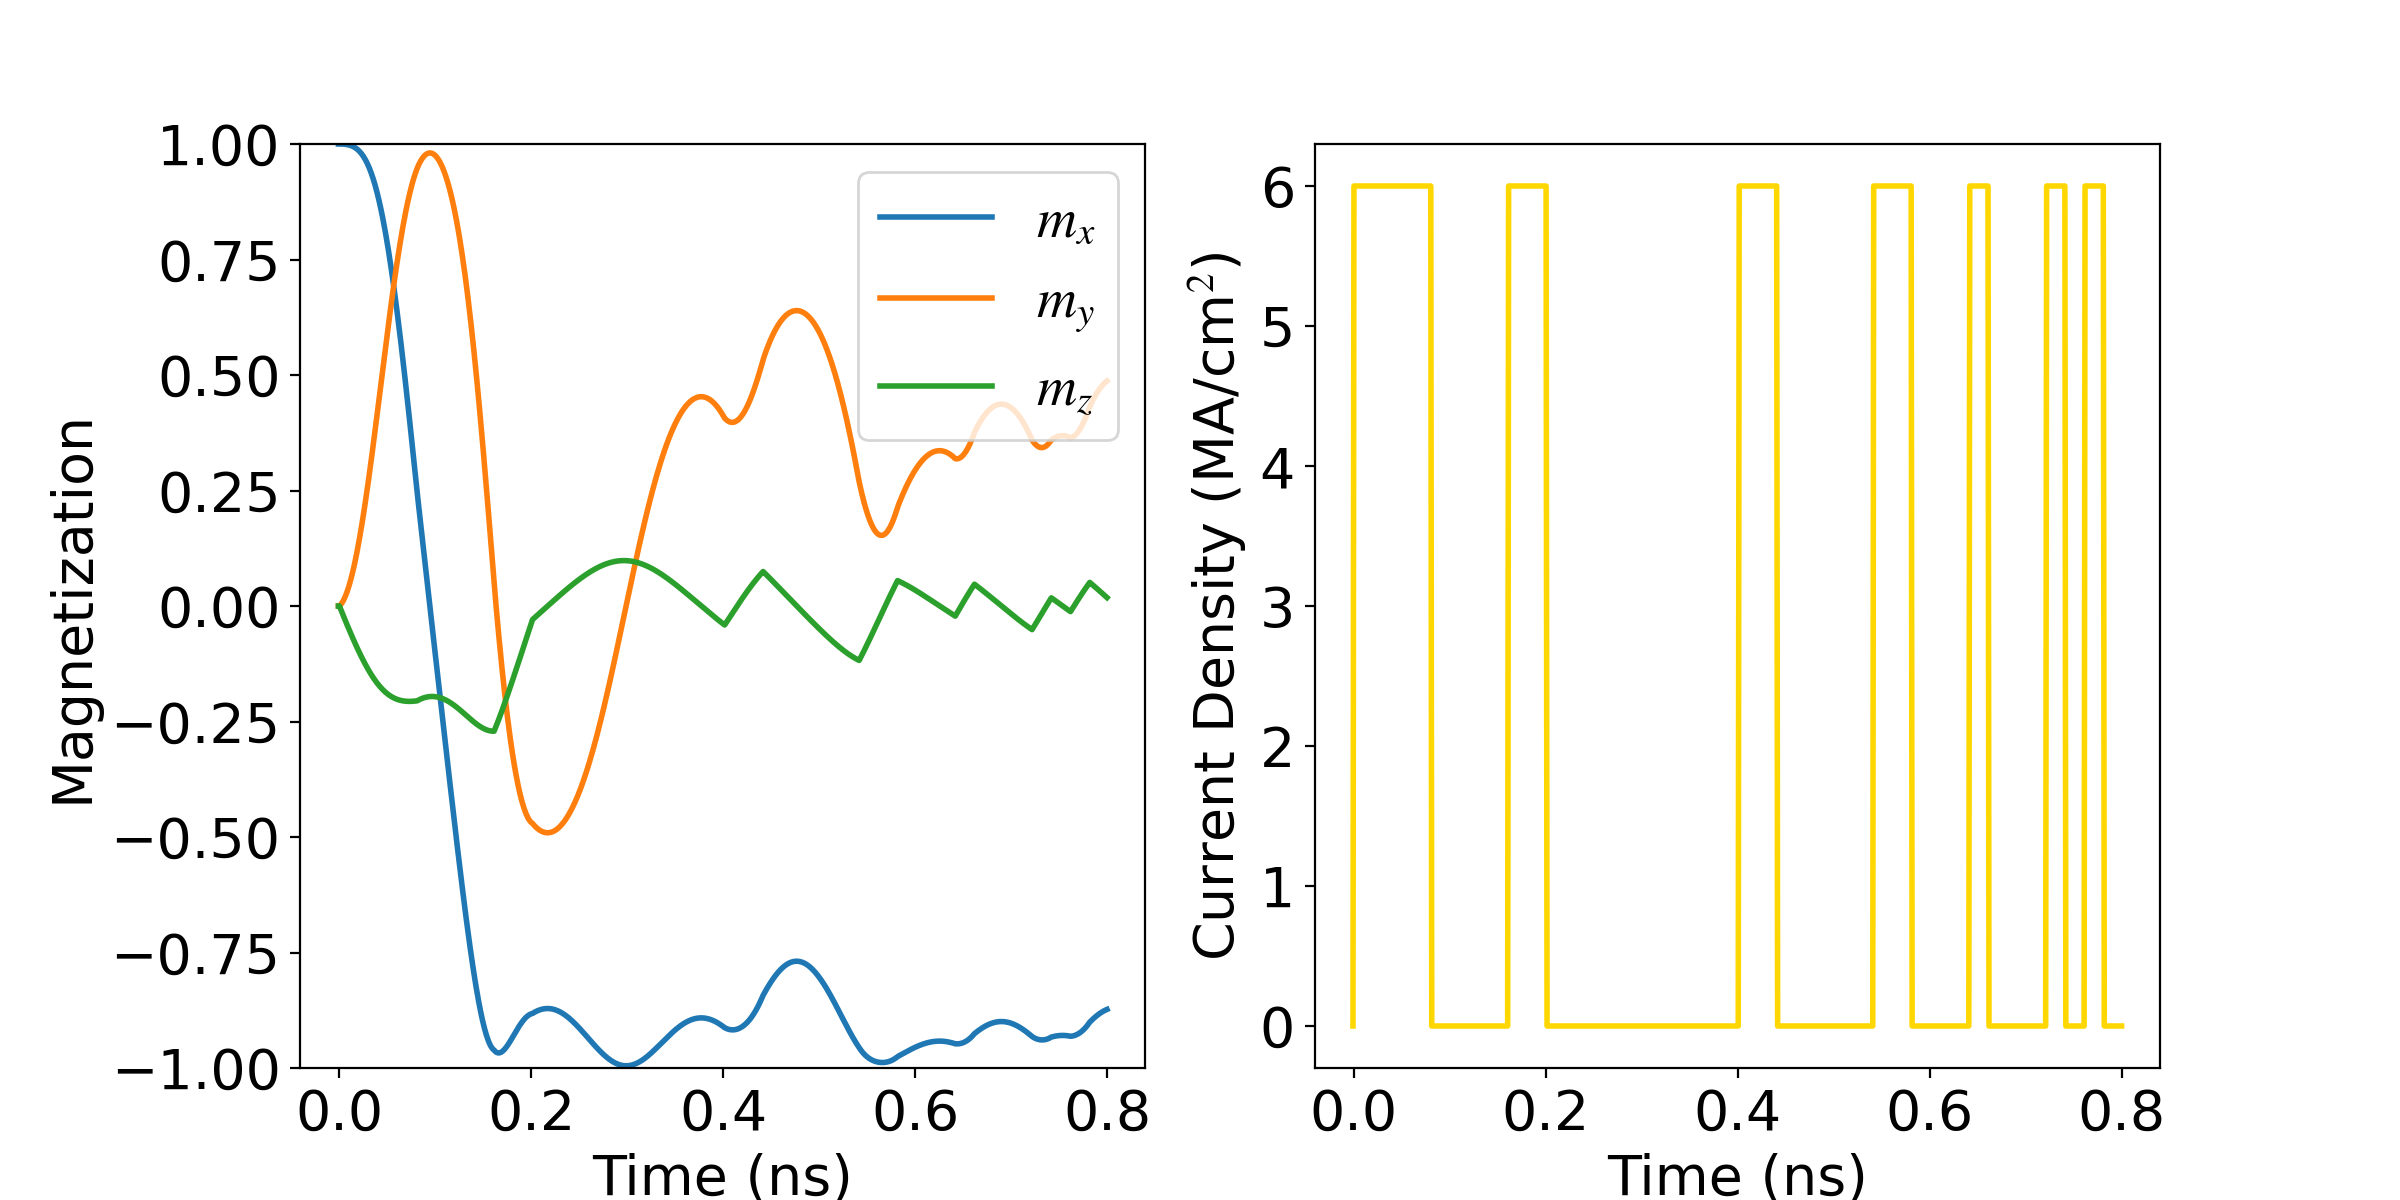 Magnetization
1.00
0.75
0.50
0.25
0.00
−0.25
−0.50
−0.75
−1.00
0.0 0.2 0.4 0.6 0.8
Time (ns)
m_x
m_y
m_z
Current Density (MA/cm²)
6
5
4
3
2
1
0
0.0 0.2 0.4 0.6 0.8
Time (ns)